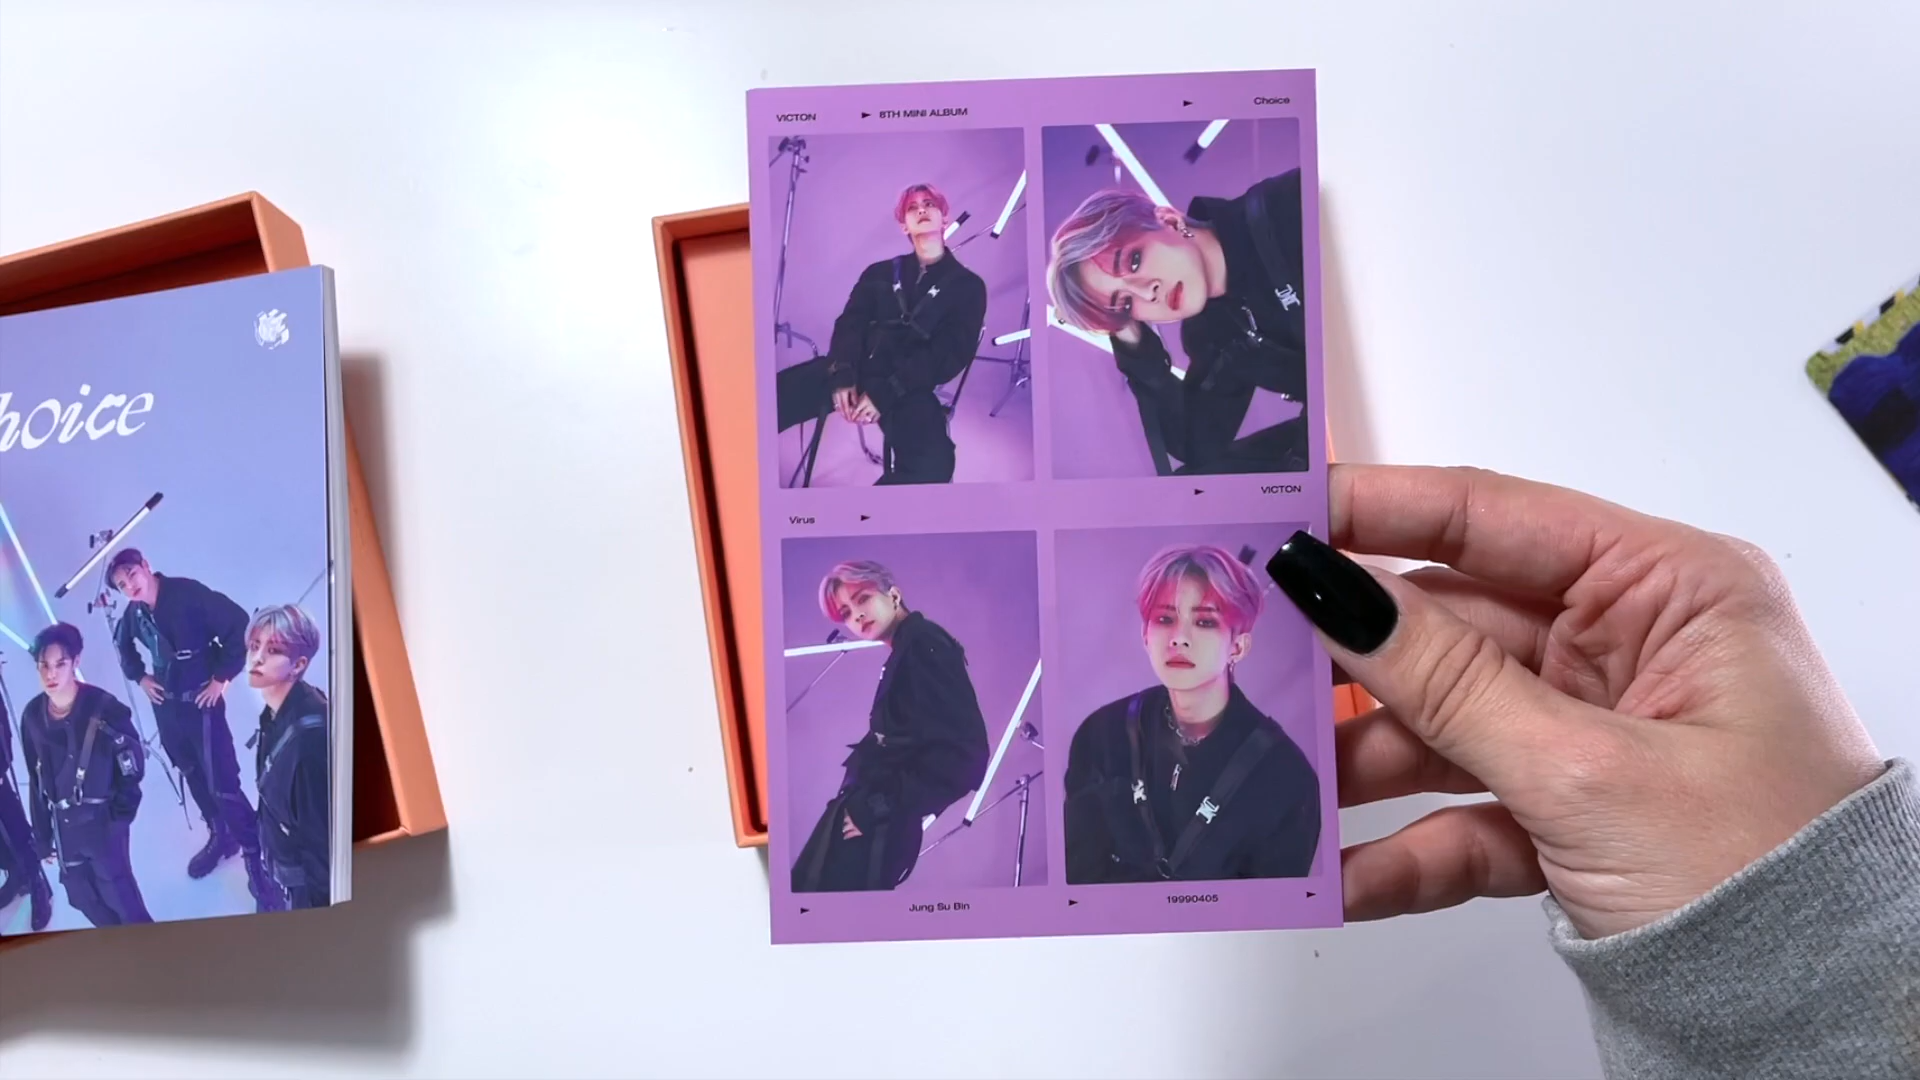 VICTON
8TH MINI ALBUM
Choice
VICTON
Virus
Jung Su Bin
19990405
hoice